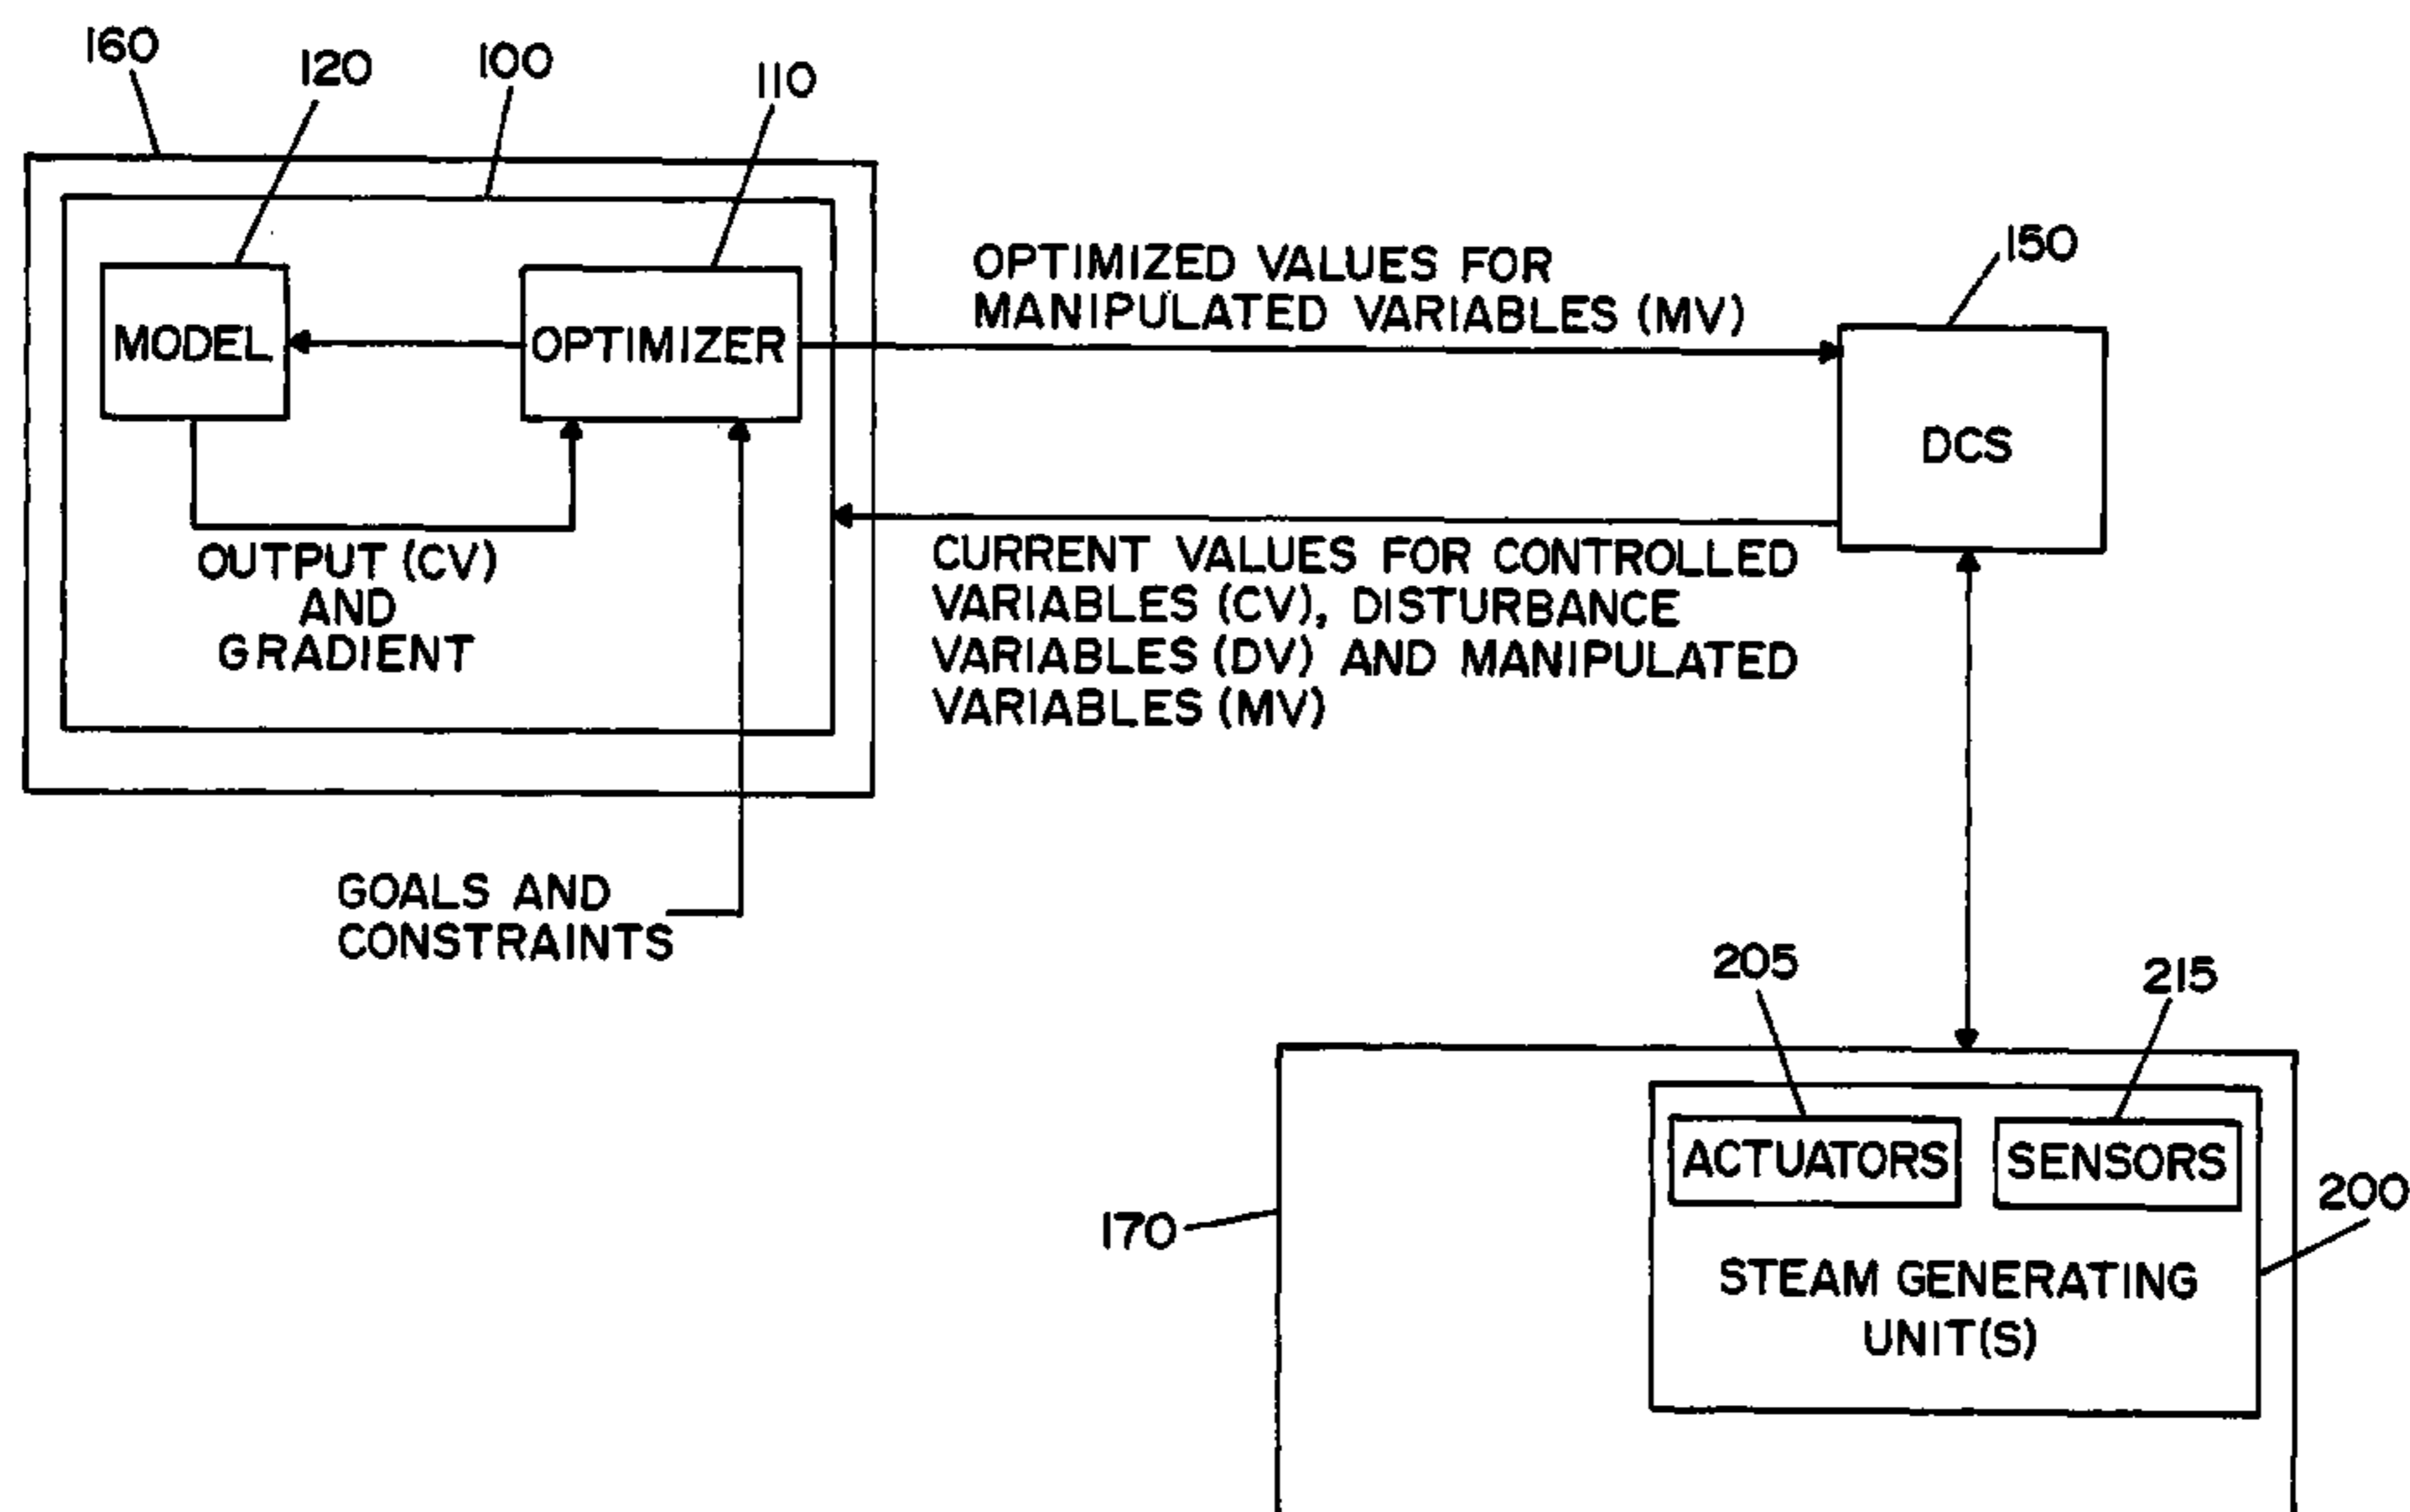 160
120
100
110
MODEL
OPTIMIZER
OUTPUT (CV)
AND
GRADIENT
OPTIMIZED VALUES FOR
MANIPULATED VARIABLES (MV)
150
DCS
CURRENT VALUES FOR CONTROLLED
VARIABLES (CV), DISTURBANCE
VARIABLES (DV) AND MANIPULATED
VARIABLES (MV)
GOALS AND
CONSTRAINTS
205
215
ACTUATORS
SENSORS
200
170
STEAM GENERATING
UNIT(S)